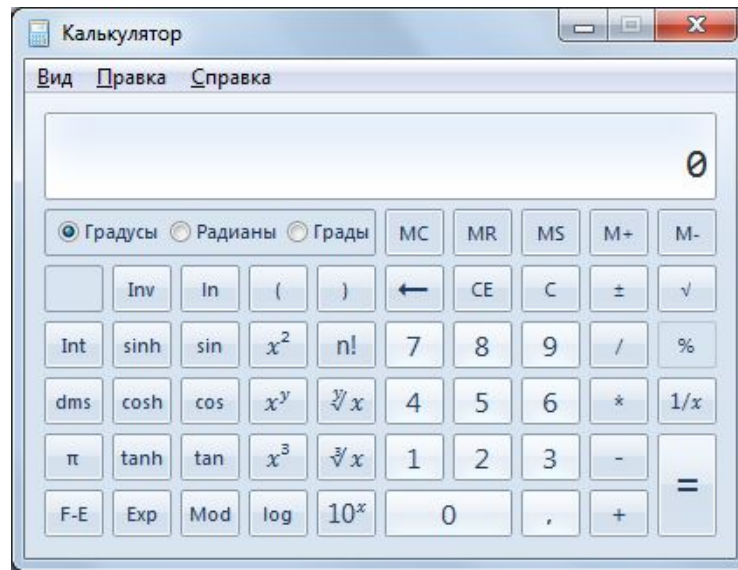 Калькулятор
Вид Правка Справка
0
Градусы Радианы Грады MC MR MS M+ M-
Inv ln ( ) ← CE C ± √
Int sinh sin x² n! 7 8 9 / %
dms cosh cos xʸ ʸ√x 4 5 6 * 1/x
π tanh tan x³ ³√x 1 2 3 - =
F-E Exp Mod log 10ˣ 0 , +